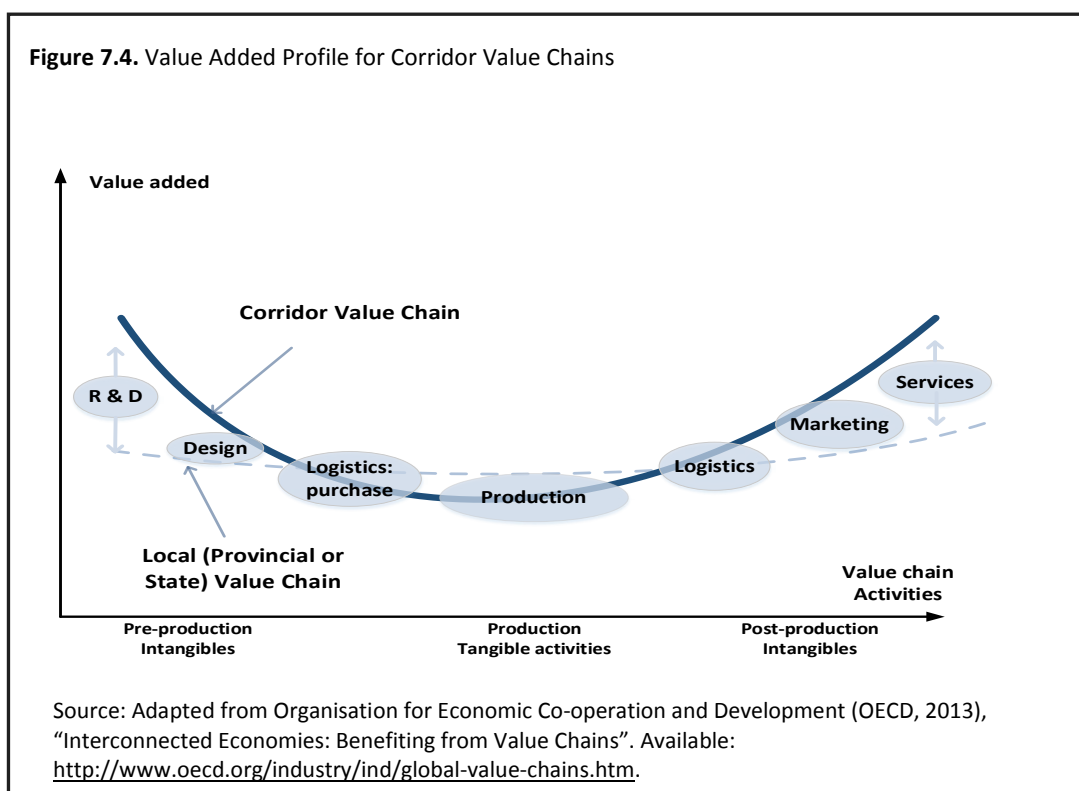 Figure 7.4. Value Added Profile for Corridor Value Chains
Value added
Corridor Value Chain
R & D
Design
Logistics:
purchase
Production
Logistics
Marketing
Services
Local (Provincial or
State) Value Chain
Value chain
Activities
Pre-production
Intangibles
Production
Tangible activities
Post-production
Intangibles
Source: Adapted from Organisation for Economic Co-operation and Development (OECD, 2013),
“Interconnected Economies: Benefiting from Value Chains”. Available:
http://www.oecd.org/industry/ind/global-value-chains.htm.